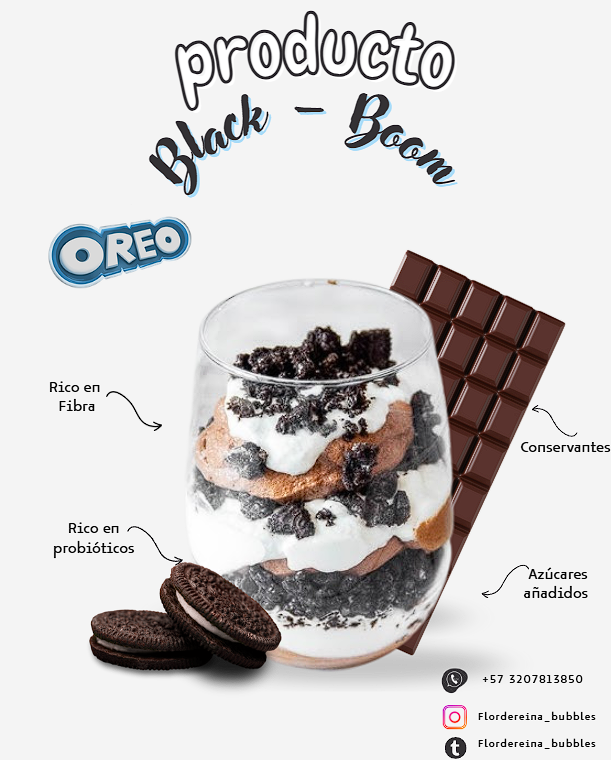 producto
Black - Boom
OREO
Rico en
Fibra
Conservantes
Rico en
probióticos
Azúcares
añadidos
+57 3207813850
Flordereina_bubbles
Flordereina_bubbles